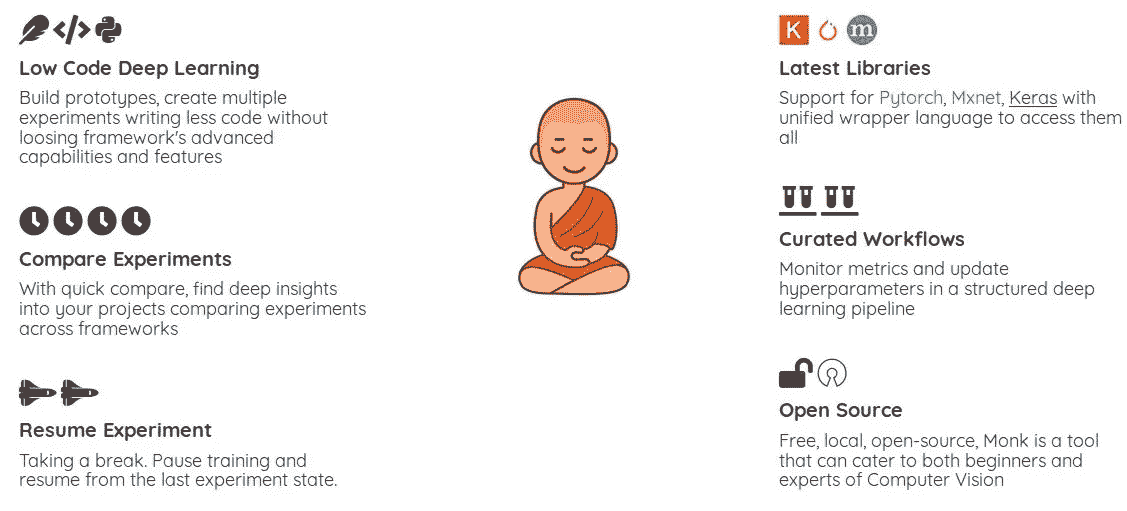 Low Code Deep Learning
Build prototypes, create multiple
experiments writing less code without
loosing framework's advanced
capabilities and features
Compare Experiments
With quick compare, find deep insights
into your projects comparing experiments
across frameworks
Resume Experiment
Taking a break. Pause training and
resume from the last experiment state.
K m
Latest Libraries
Support for Pytorch, Mxnet, Keras with
unified wrapper language to access them
all
Curated Workflows
Monitor metrics and update
hyperparameters in a structured deep
learning pipeline
Open Source
Free, local, open-source, Monk is a tool
that can cater to both beginners and
experts of Computer Vision